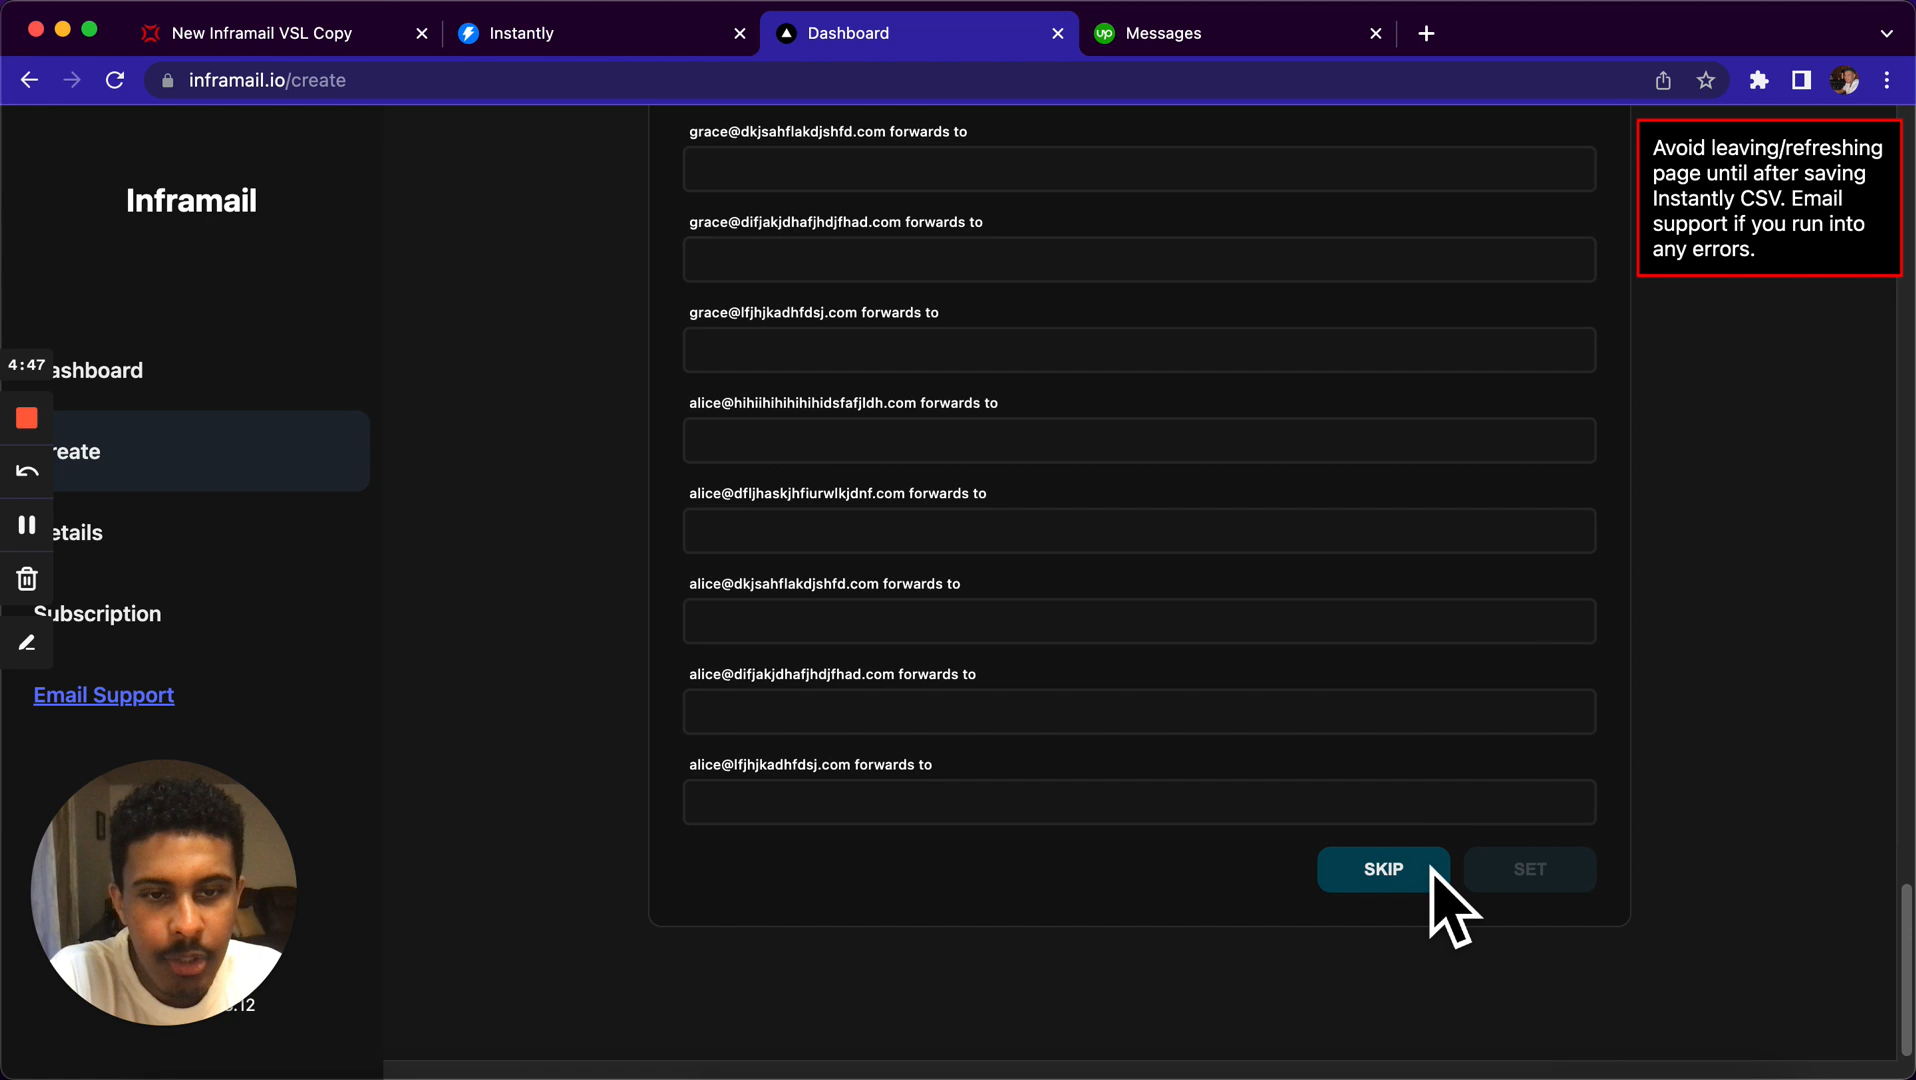 New Inframail VSL Copy
Instantly
Dashboard
up
Messages
inframail.io/create
Inframail
4:47
ashboard
reate
etails
Subscription
Email Support
.12
grace@dkjsahflakdjshfd.com forwards to
grace@difjakjdhafjhdjfhad.com forwards to
grace@lfjhjkadhfdsj.com forwards to
alice@hihiihihihihihidsfafjldh.com forwards to
alice@dfljhaskjhfiurwlkjdnf.com forwards to
alice@dkjsahflakdjshfd.com forwards to
alice@difjakjdhafjhdjfhad.com forwards to
alice@lfjhjkadhfdsj.com forwards to
SKIP
SET
Avoid leaving/refreshing
page until after saving
Instantly CSV. Email
support if you run into
any errors.